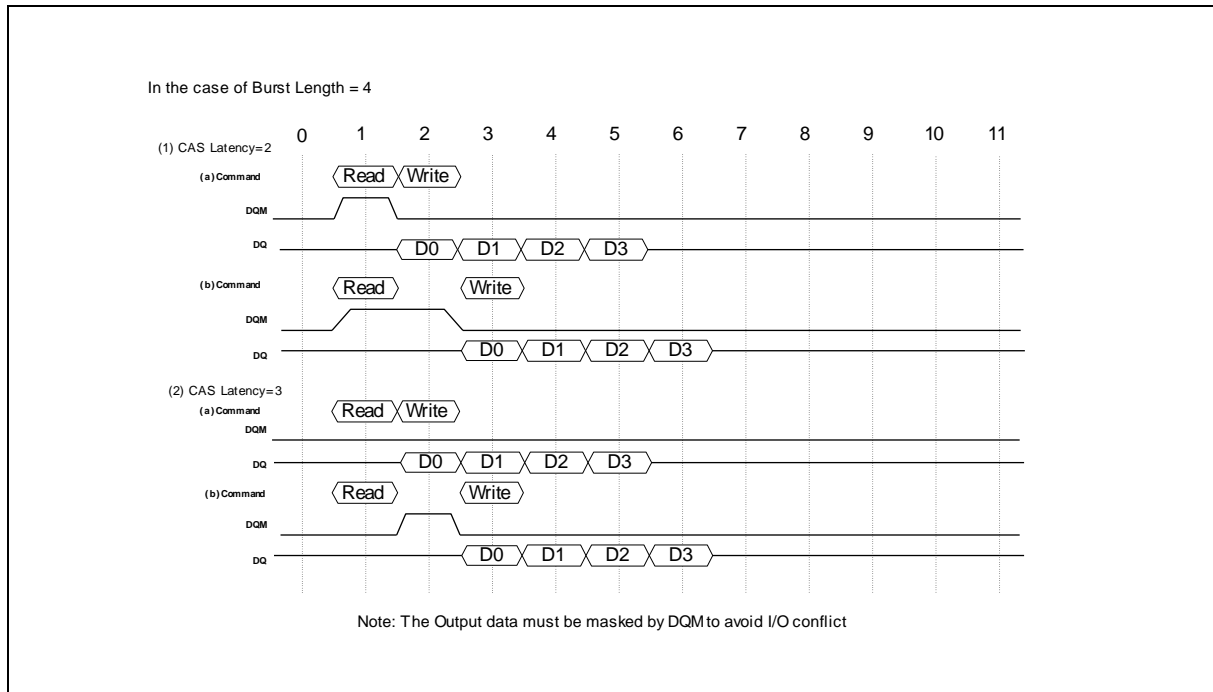 In the case of Burst Length = 4
0 1 2 3 4 5 6 7 8 9 10 11
(1) CAS Latency=2
(a) Command Read Write
DQM
DQ D0 D1 D2 D3
(b) Command Read Write
DQM
DQ D0 D1 D2 D3
(2) CAS Latency=3
(a) Command Read Write
DQM
DQ D0 D1 D2 D3
(b) Command Read Write
DQM
DQ D0 D1 D2 D3
Note: The Output data must be masked by DQM to avoid I/O conflict